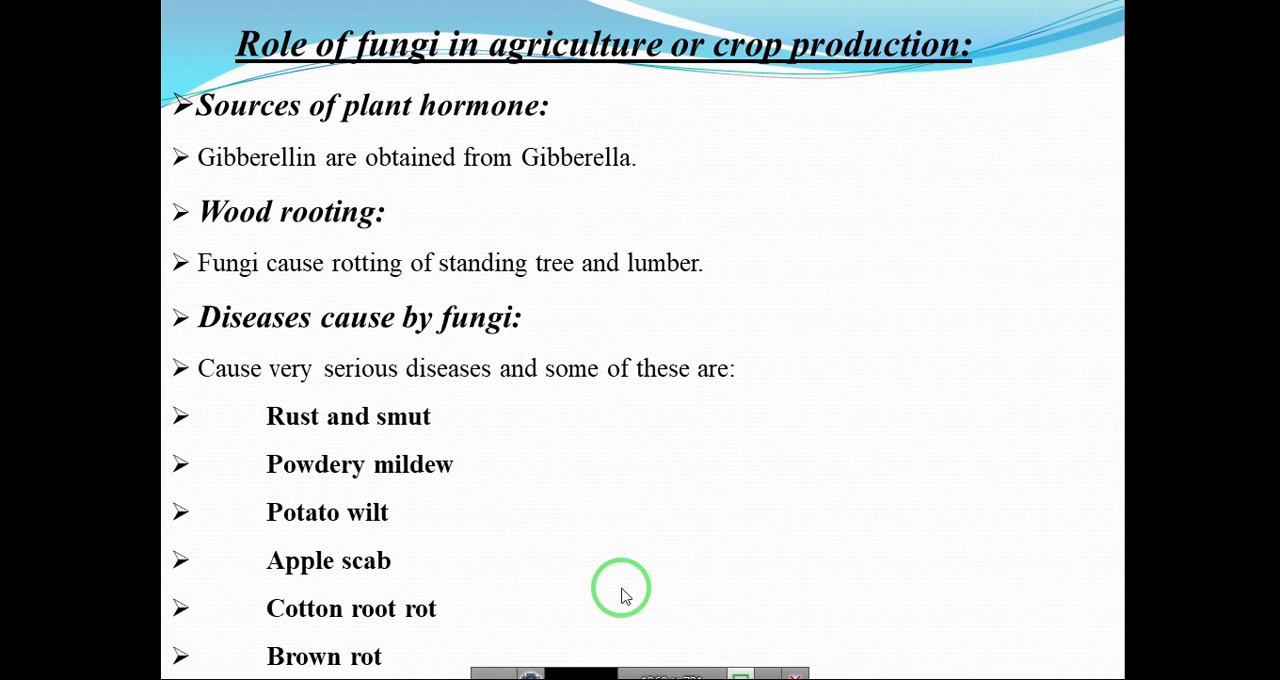 Role of fungi in agriculture or crop production:
➢Sources of plant hormone:
➢ Gibberellin are obtained from Gibberella.
➢ Wood rooting:
➢ Fungi cause rotting of standing tree and lumber.
➢ Diseases cause by fungi:
➢ Cause very serious diseases and some of these are:
➢ Rust and smut
➢ Powdery mildew
➢ Potato wilt
➢ Apple scab
➢ Cotton root rot
➢ Brown rot